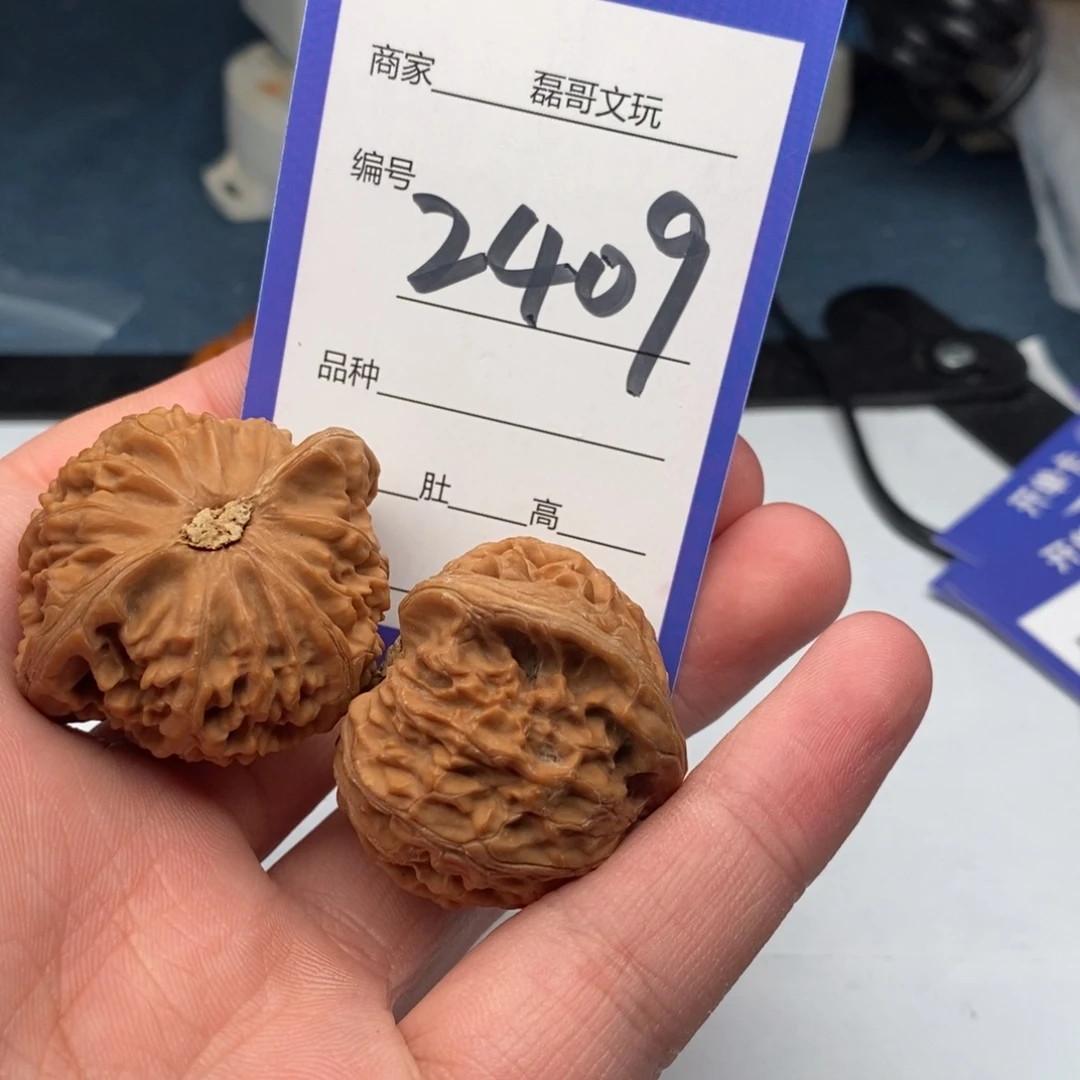 商家 磊哥文玩
编号 2409
品种
肚 高